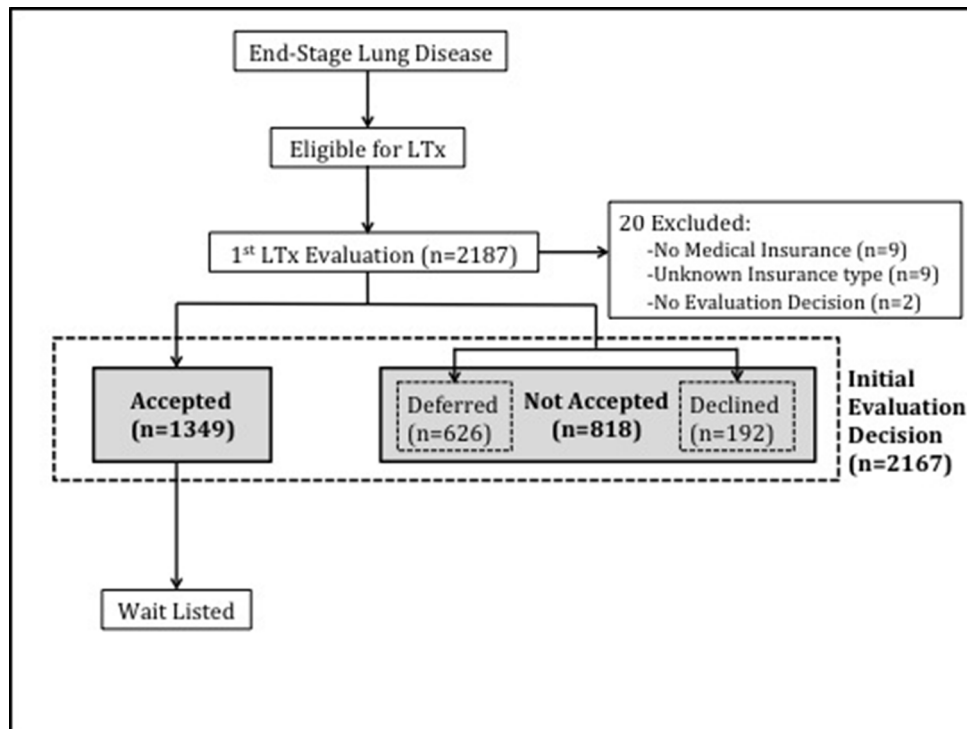 End-Stage Lung Disease
Eligible for LTx
1st LTx Evaluation (n=2187)
20 Excluded:
-No Medical Insurance (n=9)
-Unknown Insurance type (n=9)
-No Evaluation Decision (n=2)
Accepted
(n=1349)
Deferred
(n=626)
Not Accepted
(n=818)
Declined
(n=192)
Initial
Evaluation
Decision
(n=2167)
Wait Listed